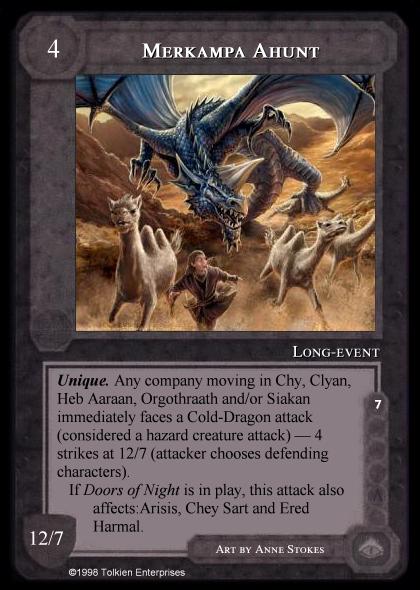 4
MERKAMPA AHUNT
LONG-EVENT
Unique. Any company moving in Chy, Clyan,
Heb Aaraan, Orgothraath and/or Siakan
immediately faces a Cold-Dragon attack
(considered a hazard creature attack) — 4
strikes at 12/7 (attacker chooses defending
characters).
If Doors of Night is in play, this attack also
affects:Arisis, Chey Sart and Ered
Harmal.
7
12/7
ART BY ANNE STOKES
©1998 Tolkien Enterprises